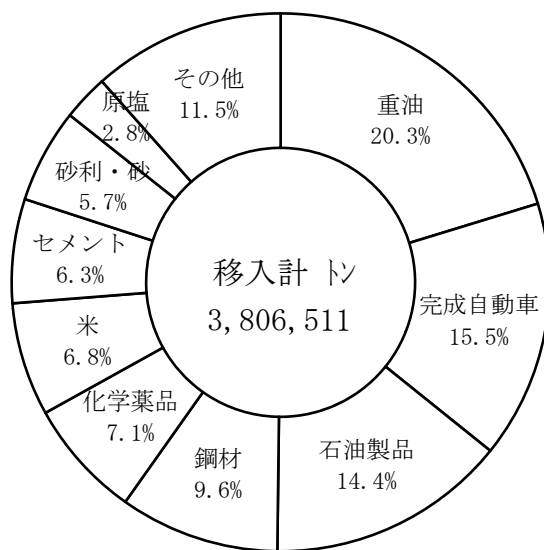 その他
11.5%
重油
20.3%
完成自動車
15.5%
石油製品
14.4%
鋼材
9.6%
化学薬品
7.1%
米
6.8%
セメント
6.3%
砂利・砂
5.7%
原塩
2.8%
移入計 トン
3,806,511